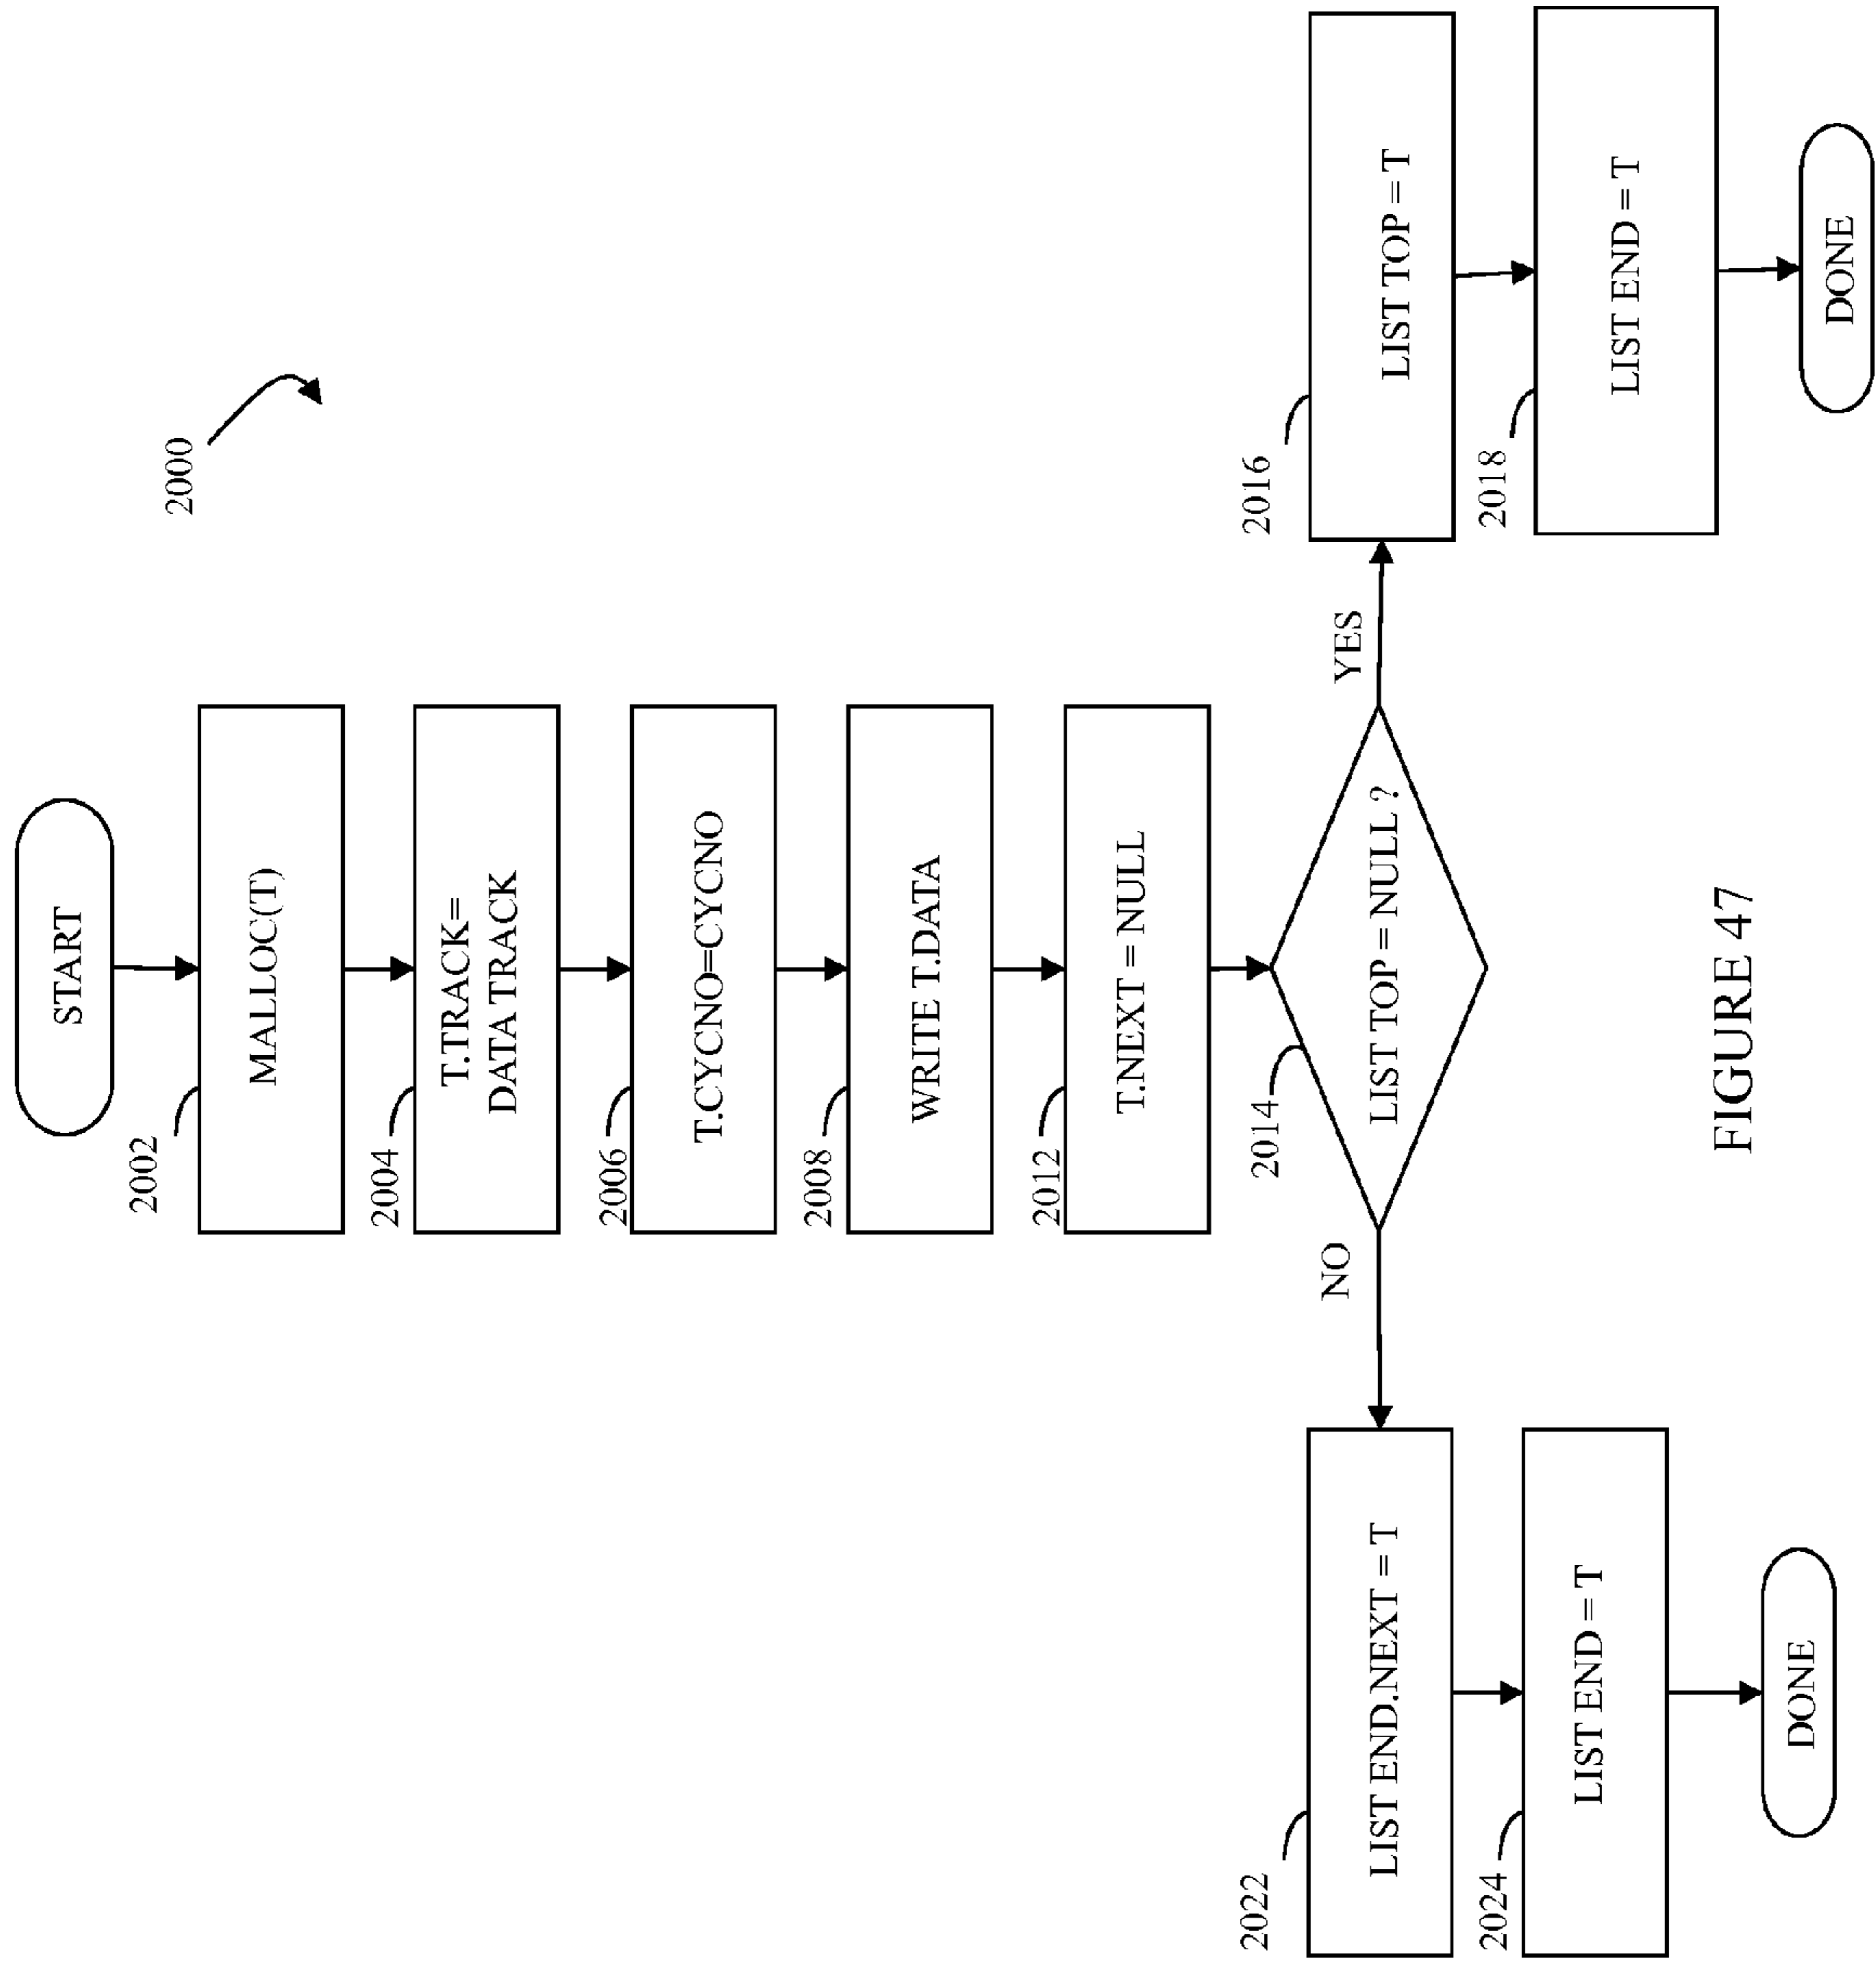 2000
START
2002
MALLOC(T)
2004
T.TRACK=
DATA TRACK
2006
T.CYCNO=CYCNO
2008
WRITE T.DATA
2012
T.NEXT = NULL
2014
LIST TOP = NULL ?
NO
YES
2022
LIST END.NEXT = T
2024
LIST END = T
DONE
2016
LIST TOP = T
2018
LIST END = T
DONE
FIGURE 47